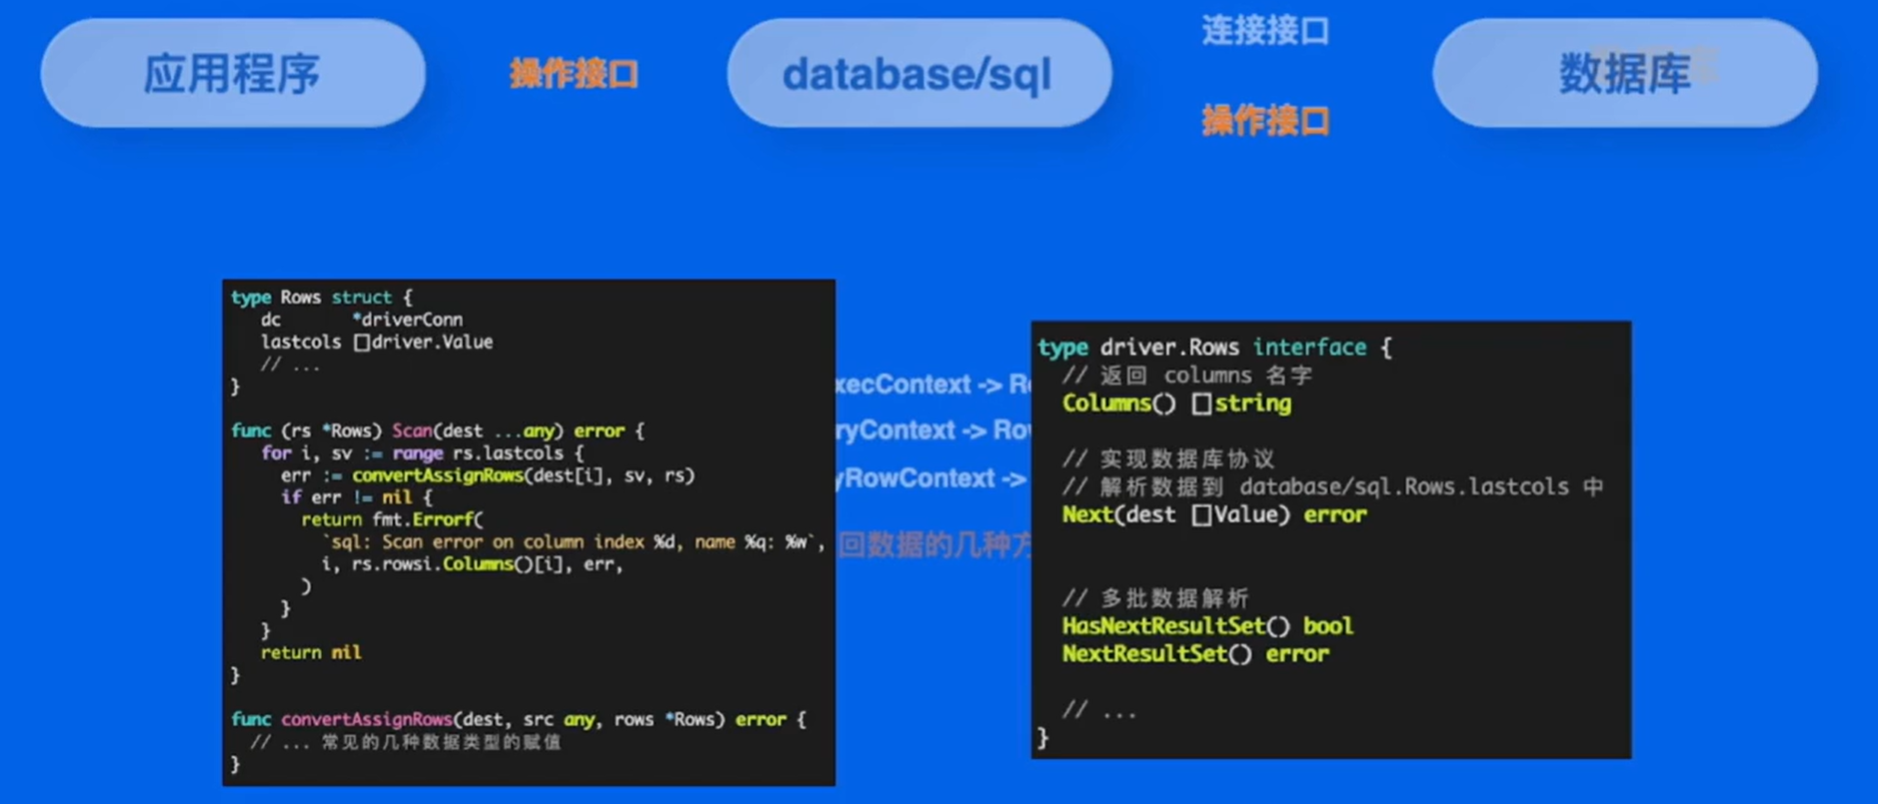 应用程序
操作接口
database/sql
连接接口
操作接口
数据库
type Rows struct {
dc *driverConn
lastcols []driver.Value
// ...
}
func (rs *Rows) Scan(dest ...any) error {
for i, sv := range rs.lastcols {
err := convertAssignRows(dest[i], sv, rs)
if err != nil {
return fmt.Errorf(
`sql: Scan error on column index %d, name %q: %w`,
i, rs.rowsi.Columns()[i], err,
)
}
}
return nil
}
func convertAssignRows(dest, src any, rows *Rows) error {
// ... 常见的几种数据类型的赋值
}
xecContext -> Re
ryContext -> Ro
yRowContext ->
回数据的几种方
type driver.Rows interface {
// 返回 columns 名字
Columns() []string
// 实现数据库协议
// 解析数据到 database/sql.Rows.lastcols 中
Next(dest []Value) error
// 多批数据解析
HasNextResultSet() bool
NextResultSet() error
// ...
}